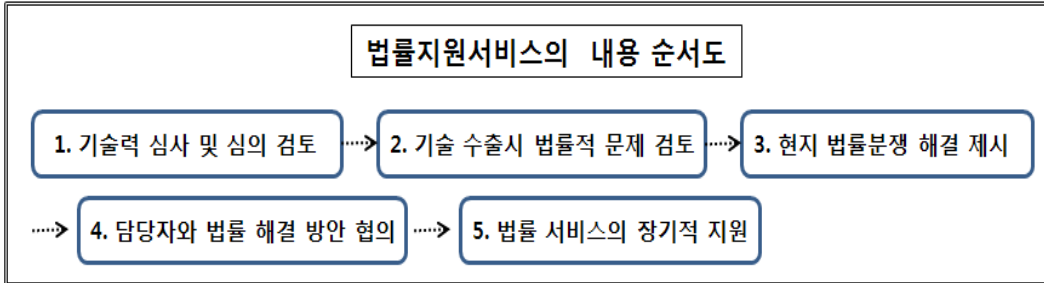 법률지원서비스의 내용 순서도
1. 기술력 심사 및 심의 검토
2. 기술 수출시 법률적 문제 검토
3. 현지 법률분쟁 해결 제시
4. 담당자와 법률 해결 방안 협의
5. 법률 서비스의 장기적 지원